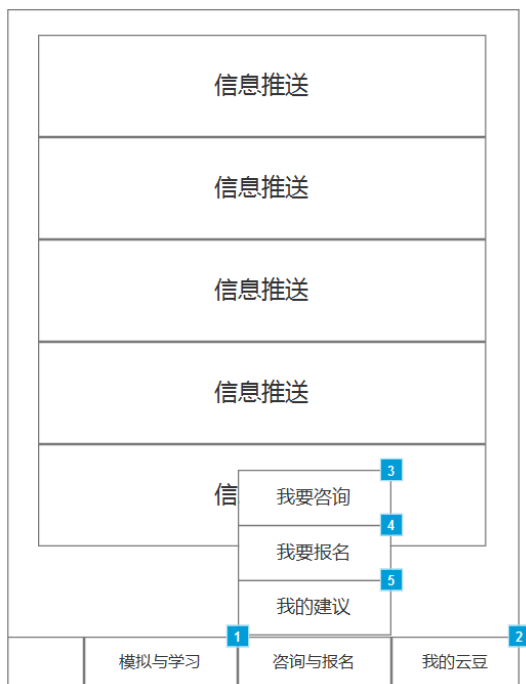 信息推送
信息推送
信息推送
信息推送
信
3
我要咨询
4
我要报名
5
我的建议
1
2
模拟与学习
咨询与报名
我的云豆